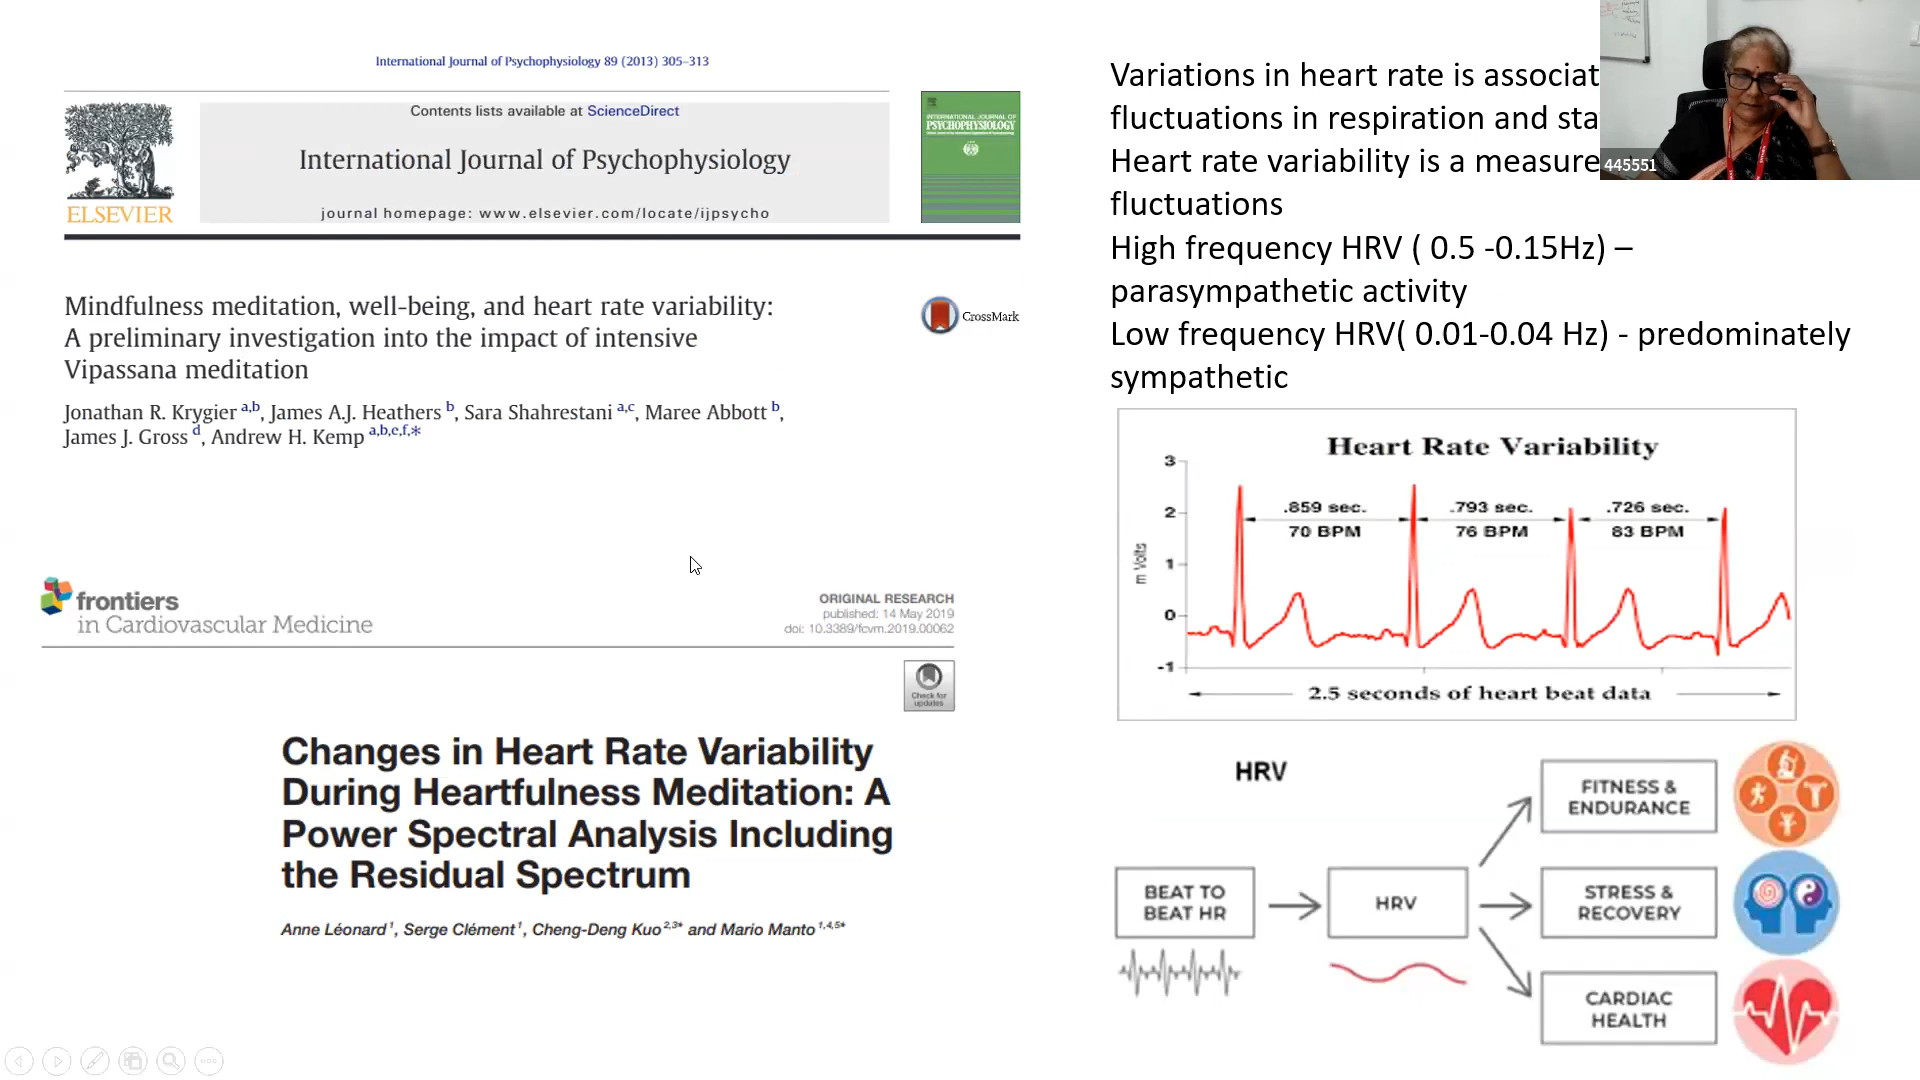 International Journal of Psychophysiology 89 (2013) 305–313
Contents lists available at ScienceDirect
International Journal of Psychophysiology
journal homepage: www.elsevier.com/locate/ijpsycho
ELSEVIER
INTERNATIONAL JOURNAL OF
PSYCHOPHYSIOLOGY
Mindfulness meditation, well-being, and heart rate variability:
A preliminary investigation into the impact of intensive
Vipassana meditation
CrossMark
Jonathan R. Krygier a,b, James A.J. Heathers b, Sara Shahrestani a,c, Maree Abbott b,
James J. Gross d, Andrew H. Kemp a,b,e,f,*
frontiers
in Cardiovascular Medicine
ORIGINAL RESEARCH
published: 14 May 2019
doi: 10.3389/fcvm.2019.00062
Check for
updates
Changes in Heart Rate Variability
During Heartfulness Meditation: A
Power Spectral Analysis Including
the Residual Spectrum
Anne Léonard 1, Serge Clément 1, Cheng-Deng Kuo 2,3* and Mario Manto 1,4,5*
Variations in heart rate is associat
fluctuations in respiration and sta
Heart rate variability is a measure
fluctuations
High frequency HRV ( 0.5 -0.15Hz) –
parasympathetic activity
Low frequency HRV( 0.01-0.04 Hz) - predominately
sympathetic
445551
Heart Rate Variability
3
2
1
0
-1
m Volts
.859 sec. .793 sec. .726 sec.
70 BPM 76 BPM 83 BPM
2.5 seconds of heart beat data
HRV
BEAT TO
BEAT HR
HRV
FITNESS &
ENDURANCE
STRESS &
RECOVERY
CARDIAC
HEALTH